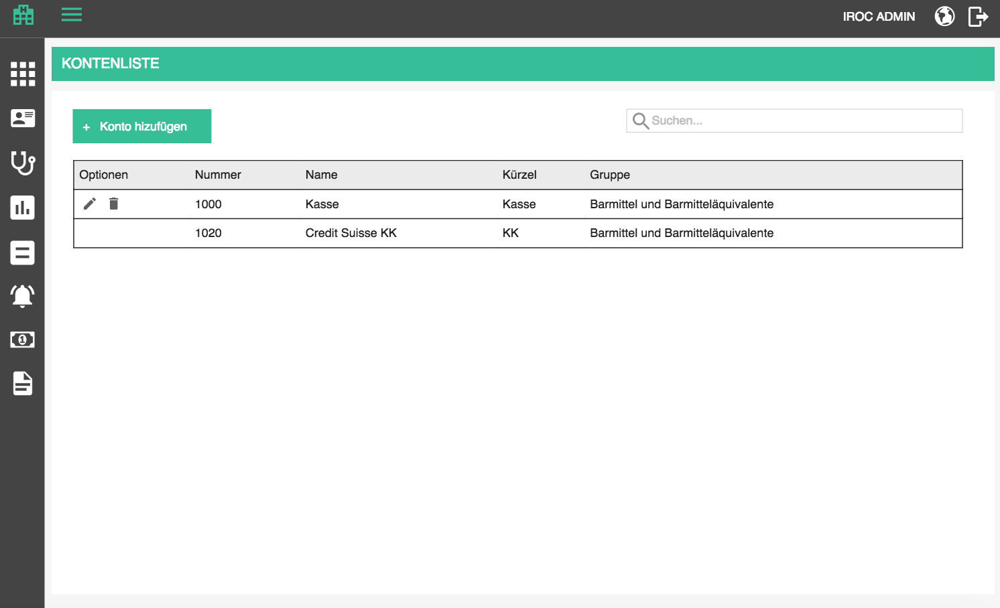 IROC ADMIN
KONTENLISTE
+ Konto hizufügen
Suchen...
Optionen Nummer Name Kürzel Gruppe
1000 Kasse Kasse Barmittel und Barmitteläquivalente
1020 Credit Suisse KK KK Barmittel und Barmitteläquivalente